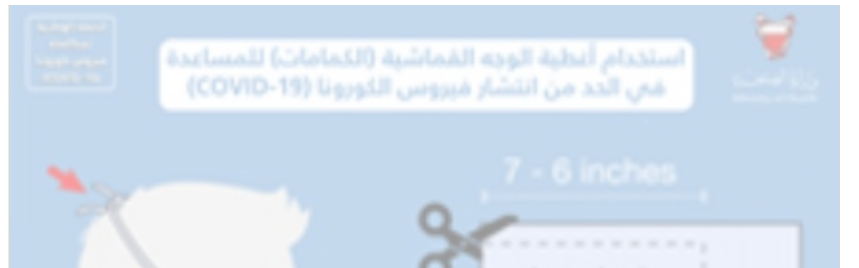 استخدام أغطية الوجه القماشية (الكمامات) للمساعدة
في الحد من انتشار فيروس الكورونا (COVID-19)
7 - 6 inches